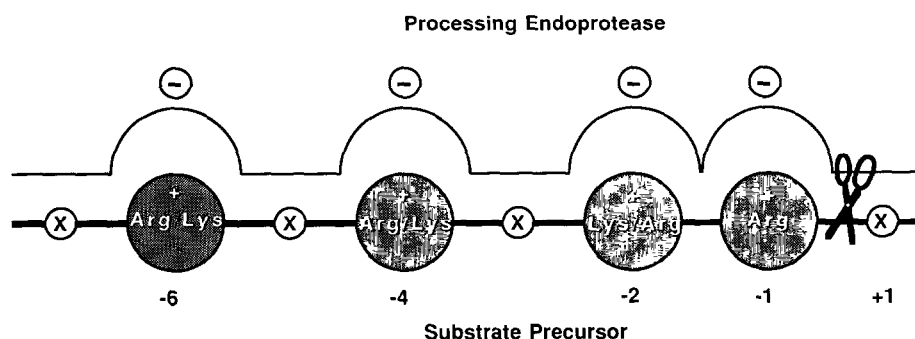 Processing Endoprotease
− − − −
+ + + +
X Arg Lys X Arg/Lys X Lys/Arg Arg X
-6 -4 -2 -1 +1
Substrate Precursor